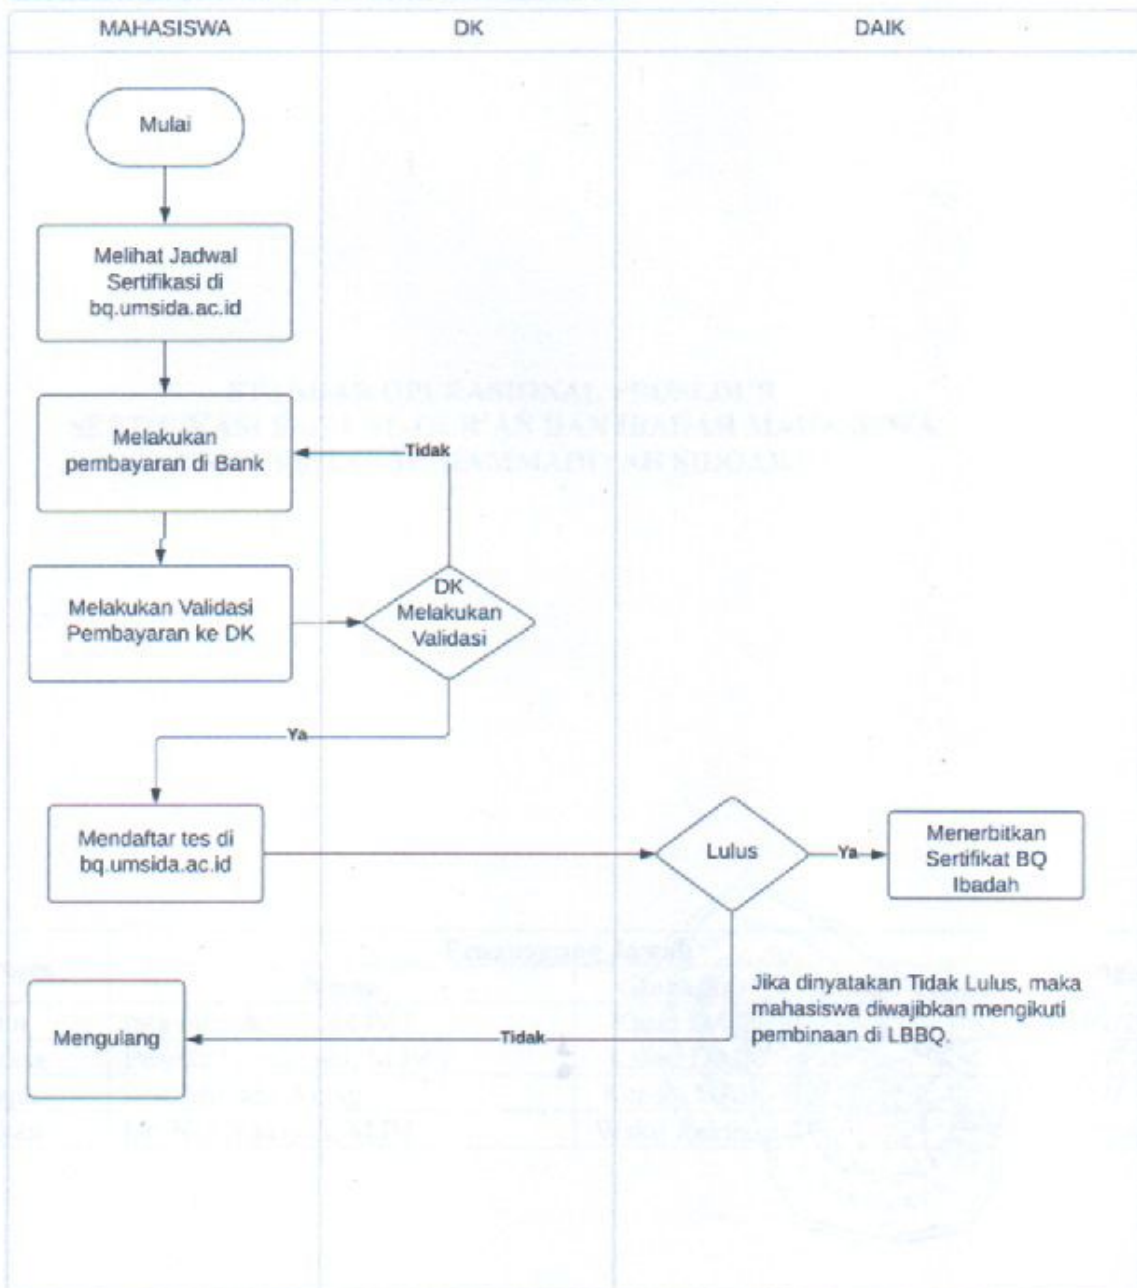 MAHASISWA
DK
DAIK
Mulai
Melihat Jadwal
Sertifikasi di
bq.umsida.ac.id
Melakukan
pembayaran di Bank
Tidak
Melakukan Validasi
Pembayaran ke DK
DK
Melakukan
Validasi
Ya
Mendaftar tes di
bq.umsida.ac.id
Lulus
Ya
Menerbitkan
Sertifikat BQ
Ibadah
Jika dinyatakan Tidak Lulus, maka
mahasiswa diwajibkan mengikuti
pembinaan di LBBQ.
Mengulang
Tidak